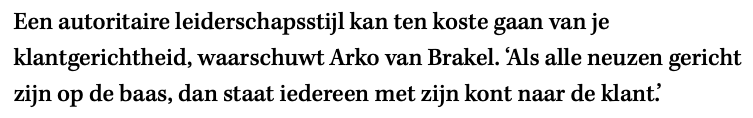 Een autoritaire leiderschapsstijl kan ten koste gaan van je
klantgerichtheid, waarschuwt Arko van Brakel. ‘Als alle neuzen gericht
zijn op de baas, dan staat iedereen met zijn kont naar de klant.’